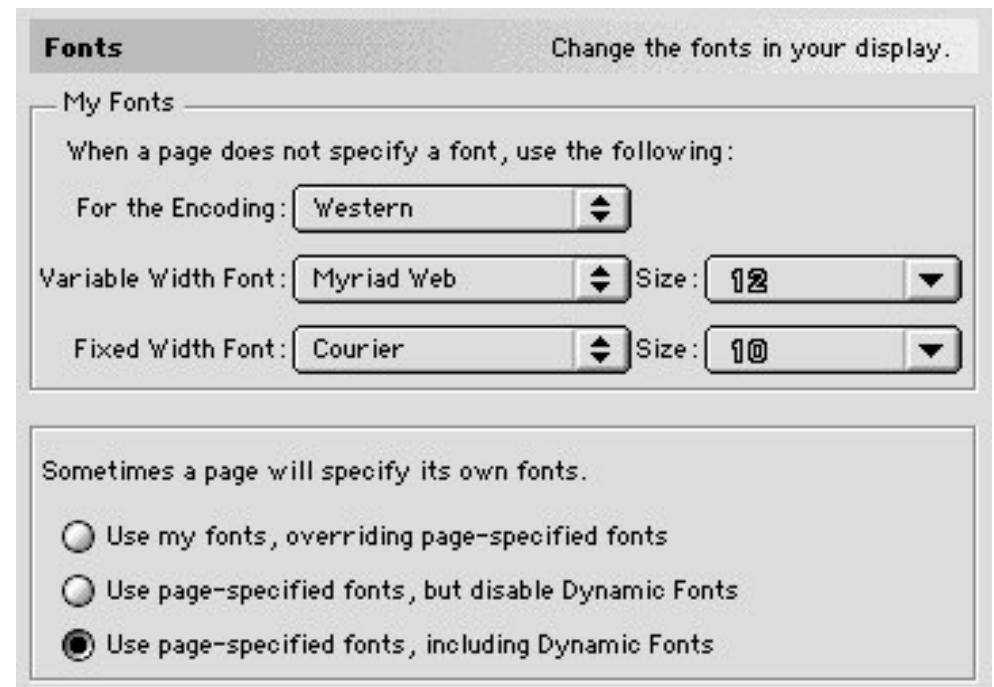 Fonts Change the fonts in your display.
My Fonts
When a page does not specify a font, use the following:
For the Encoding: Western
Variable Width Font: Myriad Web Size: 12
Fixed Width Font: Courier Size: 10
Sometimes a page will specify its own fonts.
Use my fonts, overriding page-specified fonts
Use page-specified fonts, but disable Dynamic Fonts
Use page-specified fonts, including Dynamic Fonts